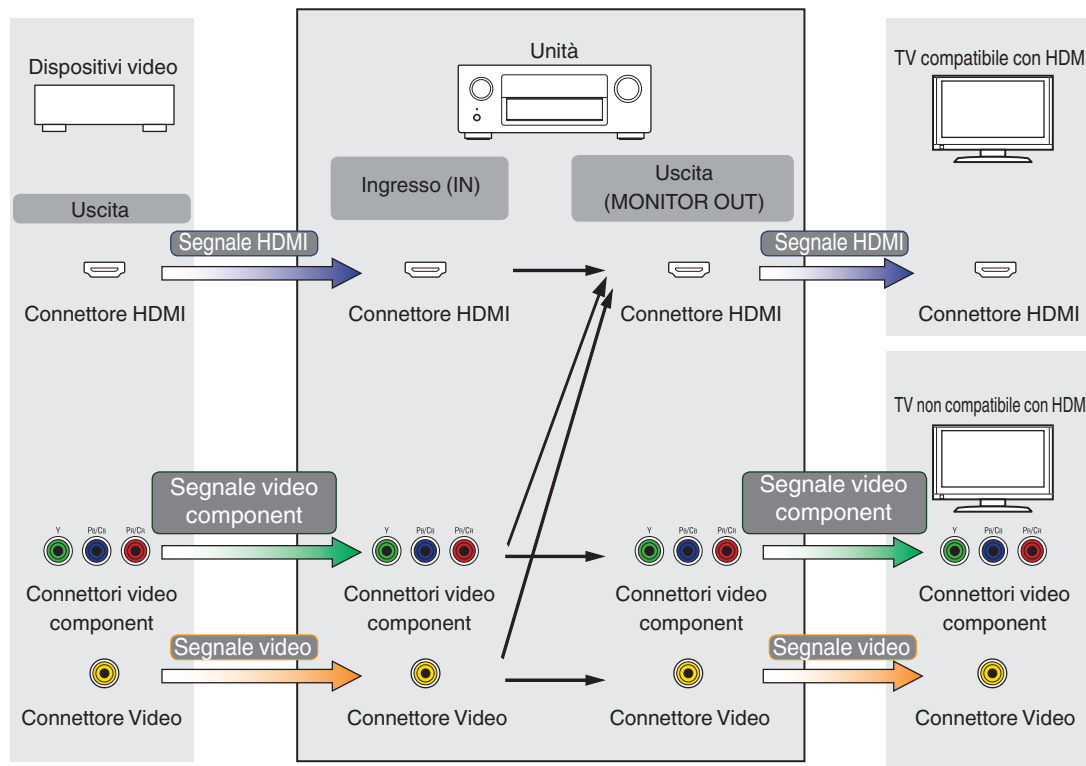 Dispositivi video
Unità
TV compatibile con HDM
Uscita
Ingresso (IN)
Uscita
(MONITOR OUT)
Segnale HDMI
Segnale HDMI
Connettore HDMI
Connettore HDMI
Connettore HDMI
Connettore HDMI
TV non compatibile con HDM
Segnale video
component
Segnale video
component
Y PB/CB PR/CR
Y PB/CB PR/CR
Y PB/CB PR/CR
Y PB/CB PR/CR
Connettori video
component
Connettori video
component
Connettori video
component
Connettori video
component
Segnale video
Segnale video
Connettore Video
Connettore Video
Connettore Video
Connettore Video